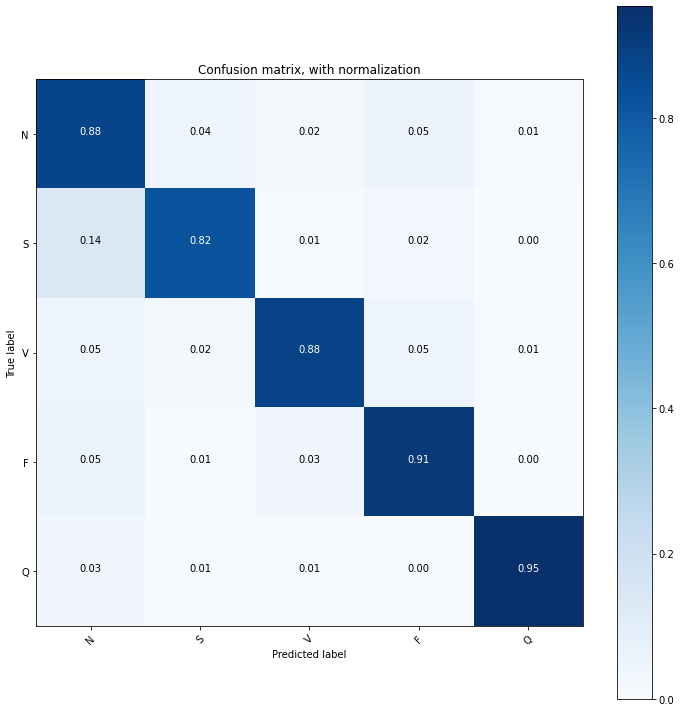 Confusion matrix, with normalization
N 0.88 0.04 0.02 0.05 0.01
S 0.14 0.82 0.01 0.02 0.00
V 0.05 0.02 0.88 0.05 0.01
F 0.05 0.01 0.03 0.91 0.00
Q 0.03 0.01 0.01 0.00 0.95
N S V F Q
True label
Predicted label
0.8
0.6
0.4
0.2
0.0